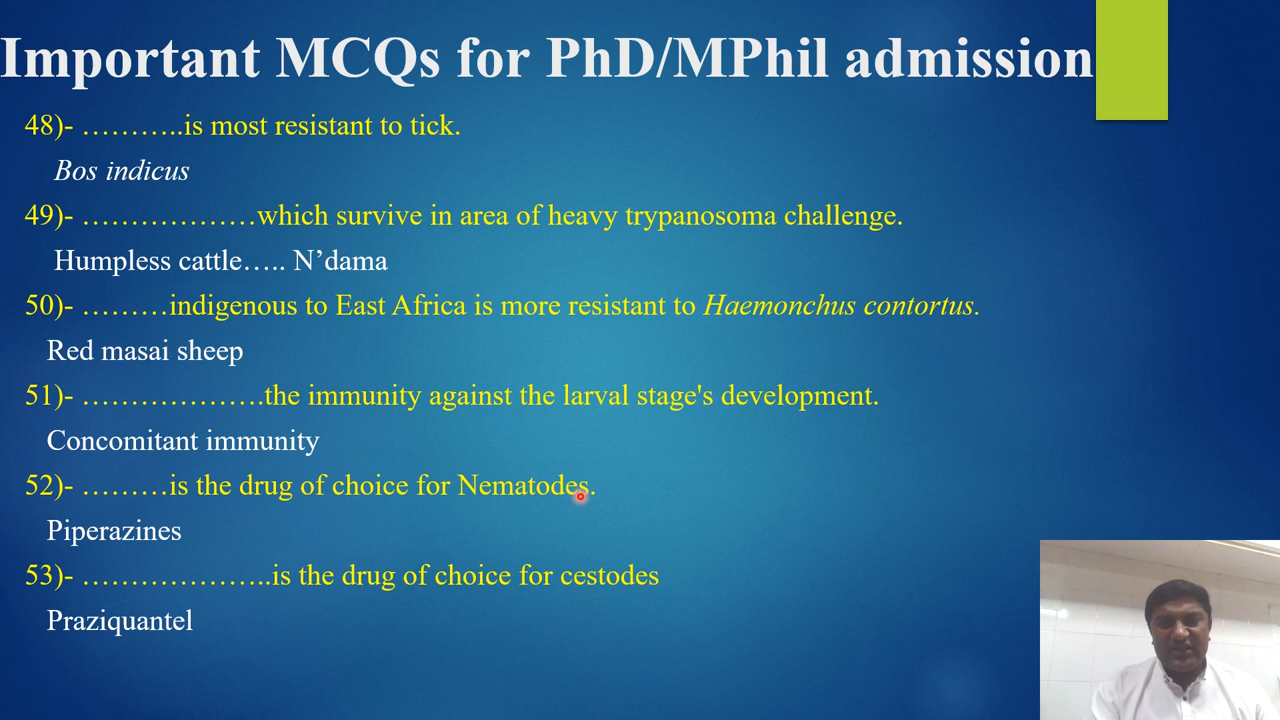 Important MCQs for PhD/MPhil admission
48)- ………..is most resistant to tick.
Bos indicus
49)- ………………which survive in area of heavy trypanosoma challenge.
Humpless cattle….. N’dama
50)- ………indigenous to East Africa is more resistant to Haemonchus contortus.
Red masai sheep
51)- ……………….the immunity against the larval stage's development.
Concomitant immunity
52)- ………is the drug of choice for Nematodes.
Piperazines
53)- ………………..is the drug of choice for cestodes
Praziquantel